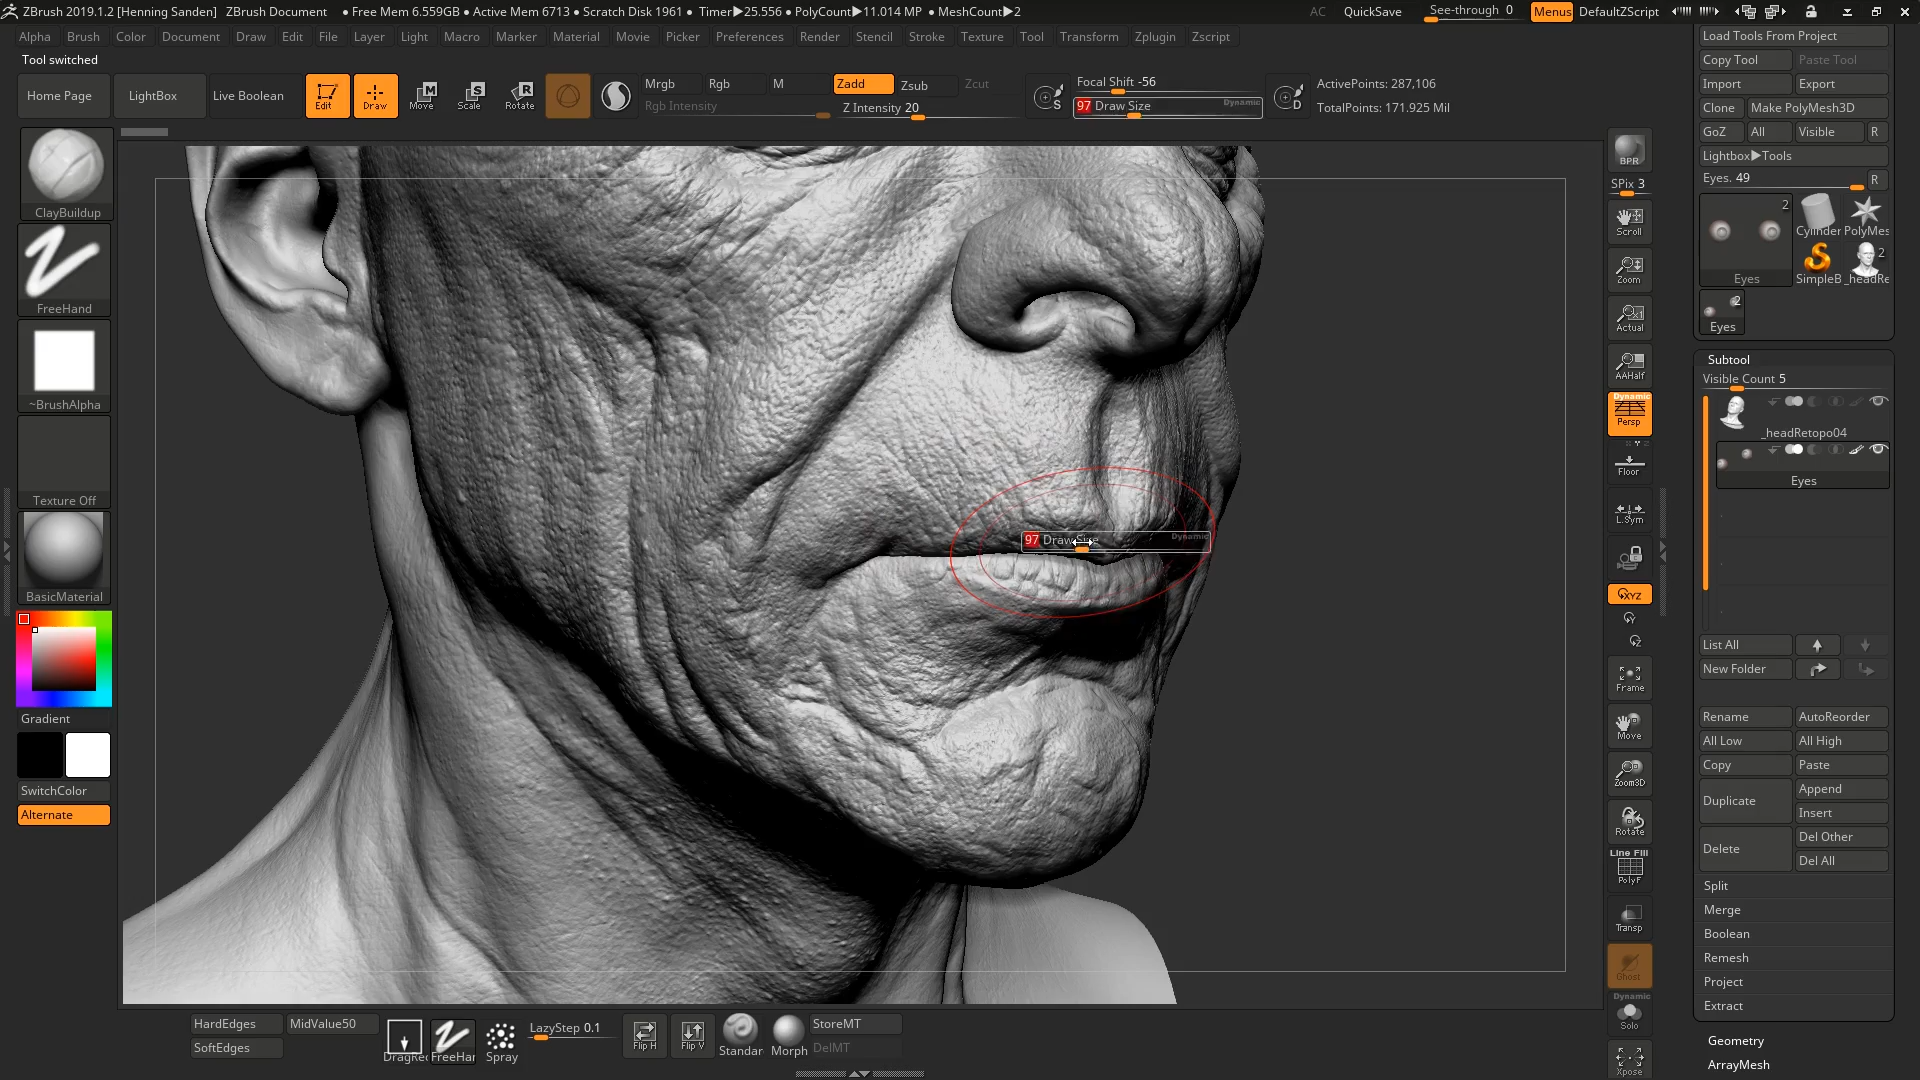 ZBrush 2019.1.2 [Henning Sanden] ZBrush Document • Free Mem 6.559GB • Active Mem 6713 • Scratch Disk 1961 • Timer▶25.556 • PolyCount▶11.014 MP • MeshCount▶2 AC QuickSave See-through 0 Menus DefaultZScript
Alpha Brush Color Document Draw Edit File Layer Light Macro Marker Material Movie Picker Preferences Render Stencil Stroke Texture Tool Transform Zplugin Zscript
Tool switched
Home Page LightBox Live Boolean Edit Draw Move Scale Rotate
Mrgb Rgb M Zadd Zsub Zcut
Rgb Intensity Z Intensity 20
Focal Shift -56
97 Draw Size Dynamic
S D
ActivePoints: 287,106
TotalPoints: 171.925 Mil
ClayBuildup
FreeHand
~BrushAlpha
Texture Off
BasicMaterial
Gradient
SwitchColor
Alternate
97 Draw Size Dynamic
BPR
SPix 3
Scroll
Zoom
Actual
AAHalf
Dynamic
Persp
Floor
L.Sym
XYZ
Frame
Move
Zoom3D
Rotate
Line Fill
PolyF
Transp
Ghost
Dynamic
Solo
Xpose
Load Tools From Project
Copy Tool Paste Tool
Import Export
Clone Make PolyMesh3D
GoZ All Visible R
Lightbox▶Tools
Eyes. 49 R
2
Eyes
Cylinder PolyMes
2
SimpleB _headRe
2
Eyes
Subtool
Visible Count 5
_headRetopo04
Eyes
List All
New Folder
Rename AutoReorder
All Low All High
Copy Paste
Duplicate Append
Insert
Delete Del Other
Del All
Split
Merge
Boolean
Remesh
Project
Extract
Geometry
ArrayMesh
HardEdges MidValue50
SoftEdges
DragRec FreeHan Spray
LazyStep 0.1
Flip H Flip V Standar Morph
StoreMT
DelMT